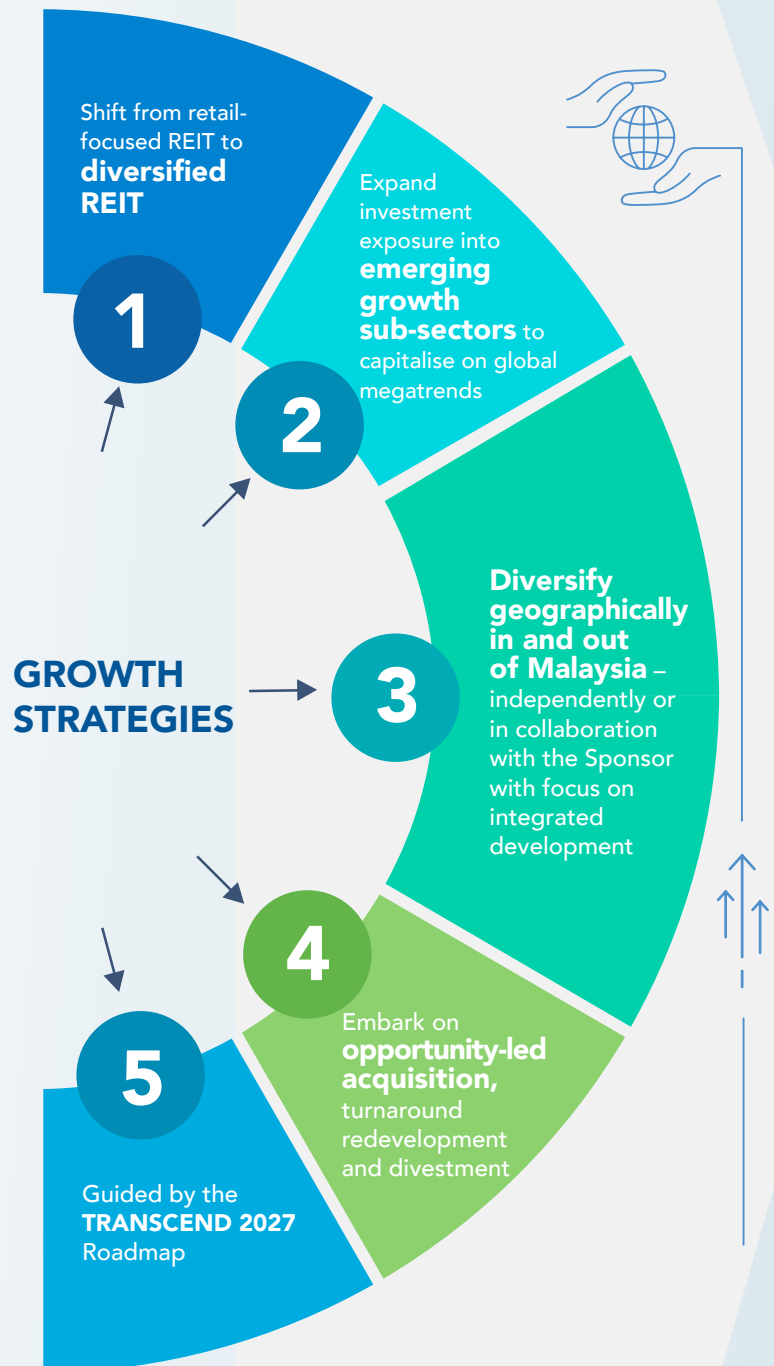 GROWTH
STRATEGIES
1
Shift from retail-
focused REIT to
diversified
REIT
2
Expand
investment
exposure into
emerging
growth
sub-sectors to
capitalise on global
megatrends
3
Diversify
geographically
in and out
of Malaysia –
independently or
in collaboration
with the Sponsor
with focus on
integrated
development
4
Embark on
opportunity-led
acquisition,
turnaround
redevelopment
and divestment
5
Guided by the
TRANSCEND 2027
Roadmap